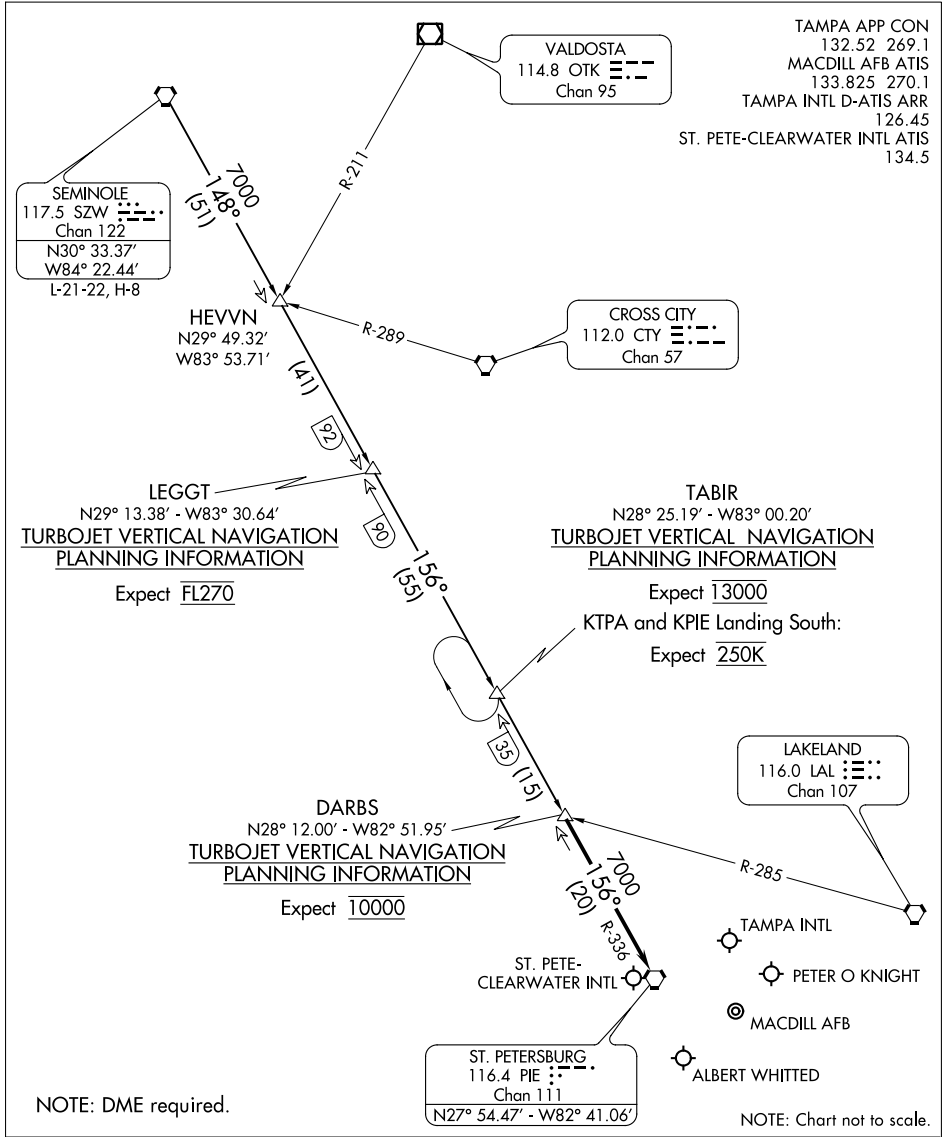 TAMPA APP CON
132.52 269.1
MACDILL AFB ATIS
133.825 270.1
TAMPA INTL D-ATIS ARR
126.45
ST. PETE-CLEARWATER INTL ATIS
134.5
VALDOSTA
114.8 OTK
Chan 95
R-211
SEMINOLE
117.5 SZW
Chan 122
N30° 33.37'
W84° 22.44'
L-21-22, H-8
7000
148°
(51)
HEVVN
N29° 49.32'
W83° 53.71'
R-289
CROSS CITY
112.0 CTY
Chan 57
(41)
92
LEGGT
N29° 13.38' - W83° 30.64'
TURBOJET VERTICAL NAVIGATION
PLANNING INFORMATION
Expect FL270
90
156°
(55)
TABIR
N28° 25.19' - W83° 00.20'
TURBOJET VERTICAL NAVIGATION
PLANNING INFORMATION
Expect 13000
KTPA and KPIE Landing South:
Expect 250K
35
(15)
DARBS
N28° 12.00' - W82° 51.95'
TURBOJET VERTICAL NAVIGATION
PLANNING INFORMATION
Expect 10000
LAKELAND
116.0 LAL
Chan 107
R-285
7000
156°
(20)
R-336
ST. PETE-
CLEARWATER INTL
TAMPA INTL
PETER O KNIGHT
MACDILL AFB
ALBERT WHITTED
ST. PETERSBURG
116.4 PIE
Chan 111
N27° 54.47' - W82° 41.06'
NOTE: DME required.
NOTE: Chart not to scale.